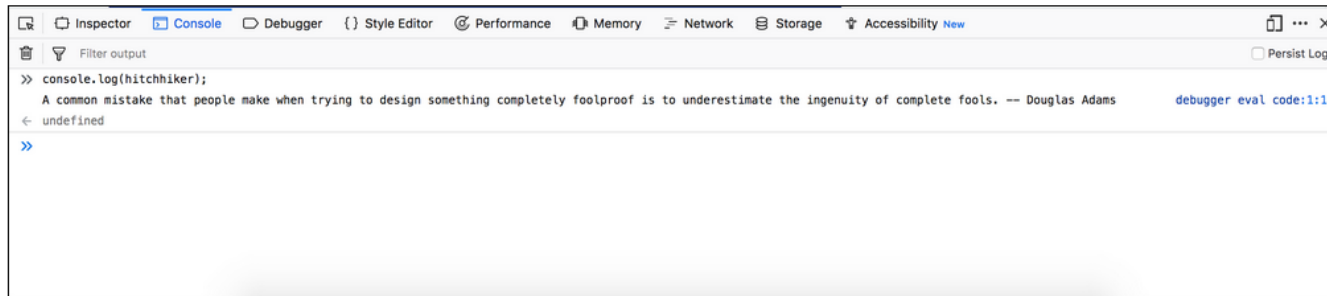 Inspector Console Debugger { } Style Editor Performance Memory Network Storage Accessibility New
Filter output Persist Log
>> console.log(hitchhiker);
A common mistake that people make when trying to design something completely foolproof is to underestimate the ingenuity of complete fools. -- Douglas Adams debugger eval code:1:1
← undefined
>>